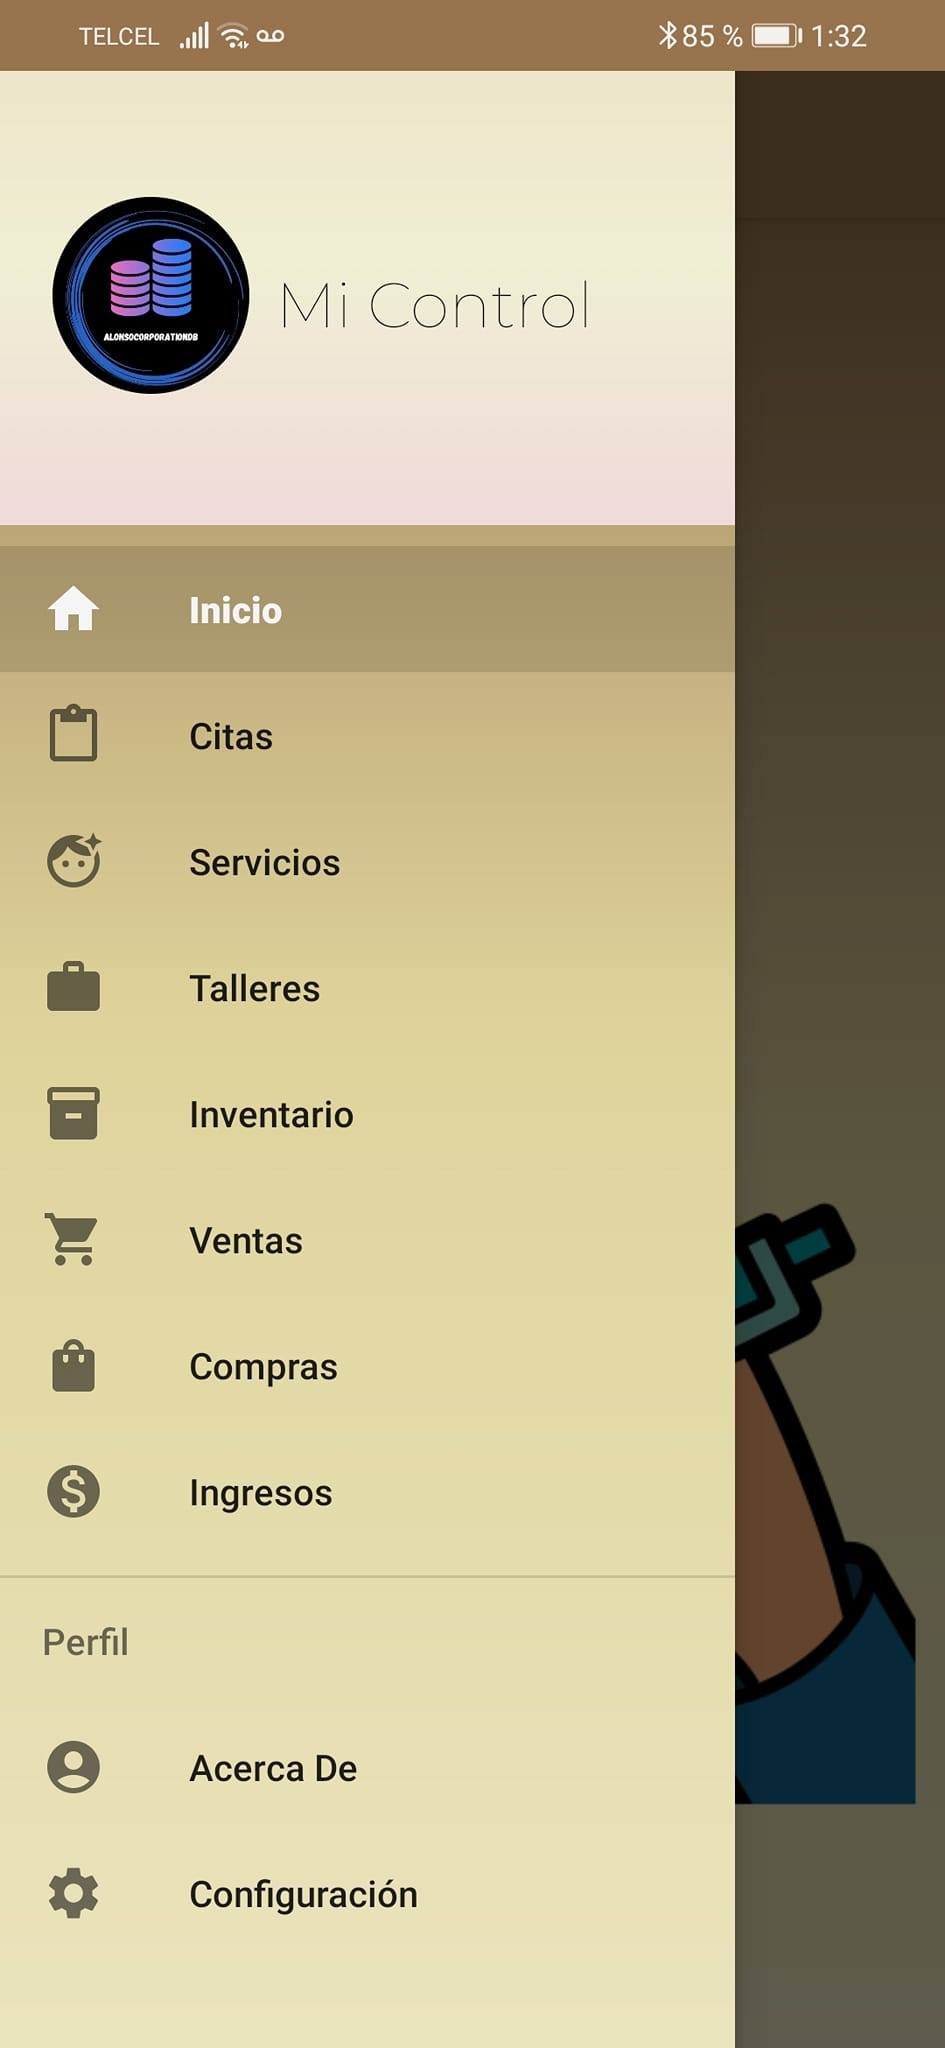 TELCEL 85 % 1:32
ALONSOCORPORATIONDB
Mi Control
Inicio
Citas
Servicios
Talleres
Inventario
Ventas
Compras
Ingresos
Perfil
Acerca De
Configuración